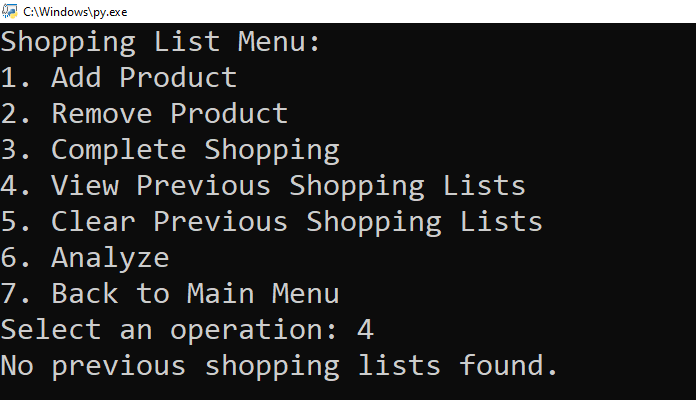 C:\Windows\py.exe
Shopping List Menu:
1. Add Product
2. Remove Product
3. Complete Shopping
4. View Previous Shopping Lists
5. Clear Previous Shopping Lists
6. Analyze
7. Back to Main Menu
Select an operation: 4
No previous shopping lists found.